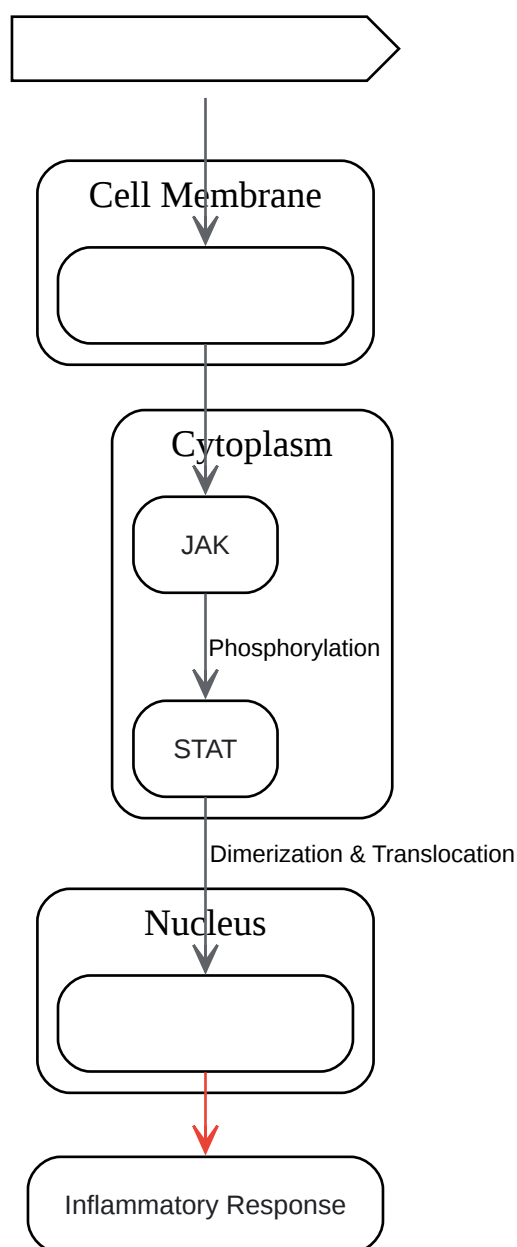 Cell Membrane
Cytoplasm
JAK
Phosphorylation
STAT
Dimerization & Translocation
Nucleus
Inflammatory Response